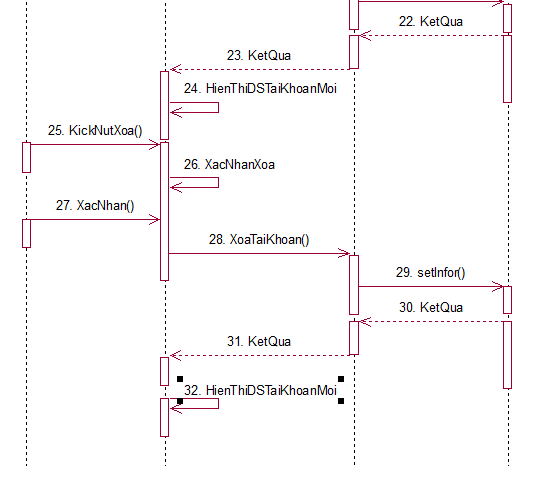 22. KetQua
23. KetQua
24. HienThiDSTaiKhoanMoi
25. KickNutXoa()
26. XacNhanXoa
27. XacNhan()
28. XoaTaiKhoan()
29. setInfor()
30. KetQua
31. KetQua
32. HienThiDSTaiKhoanMoi